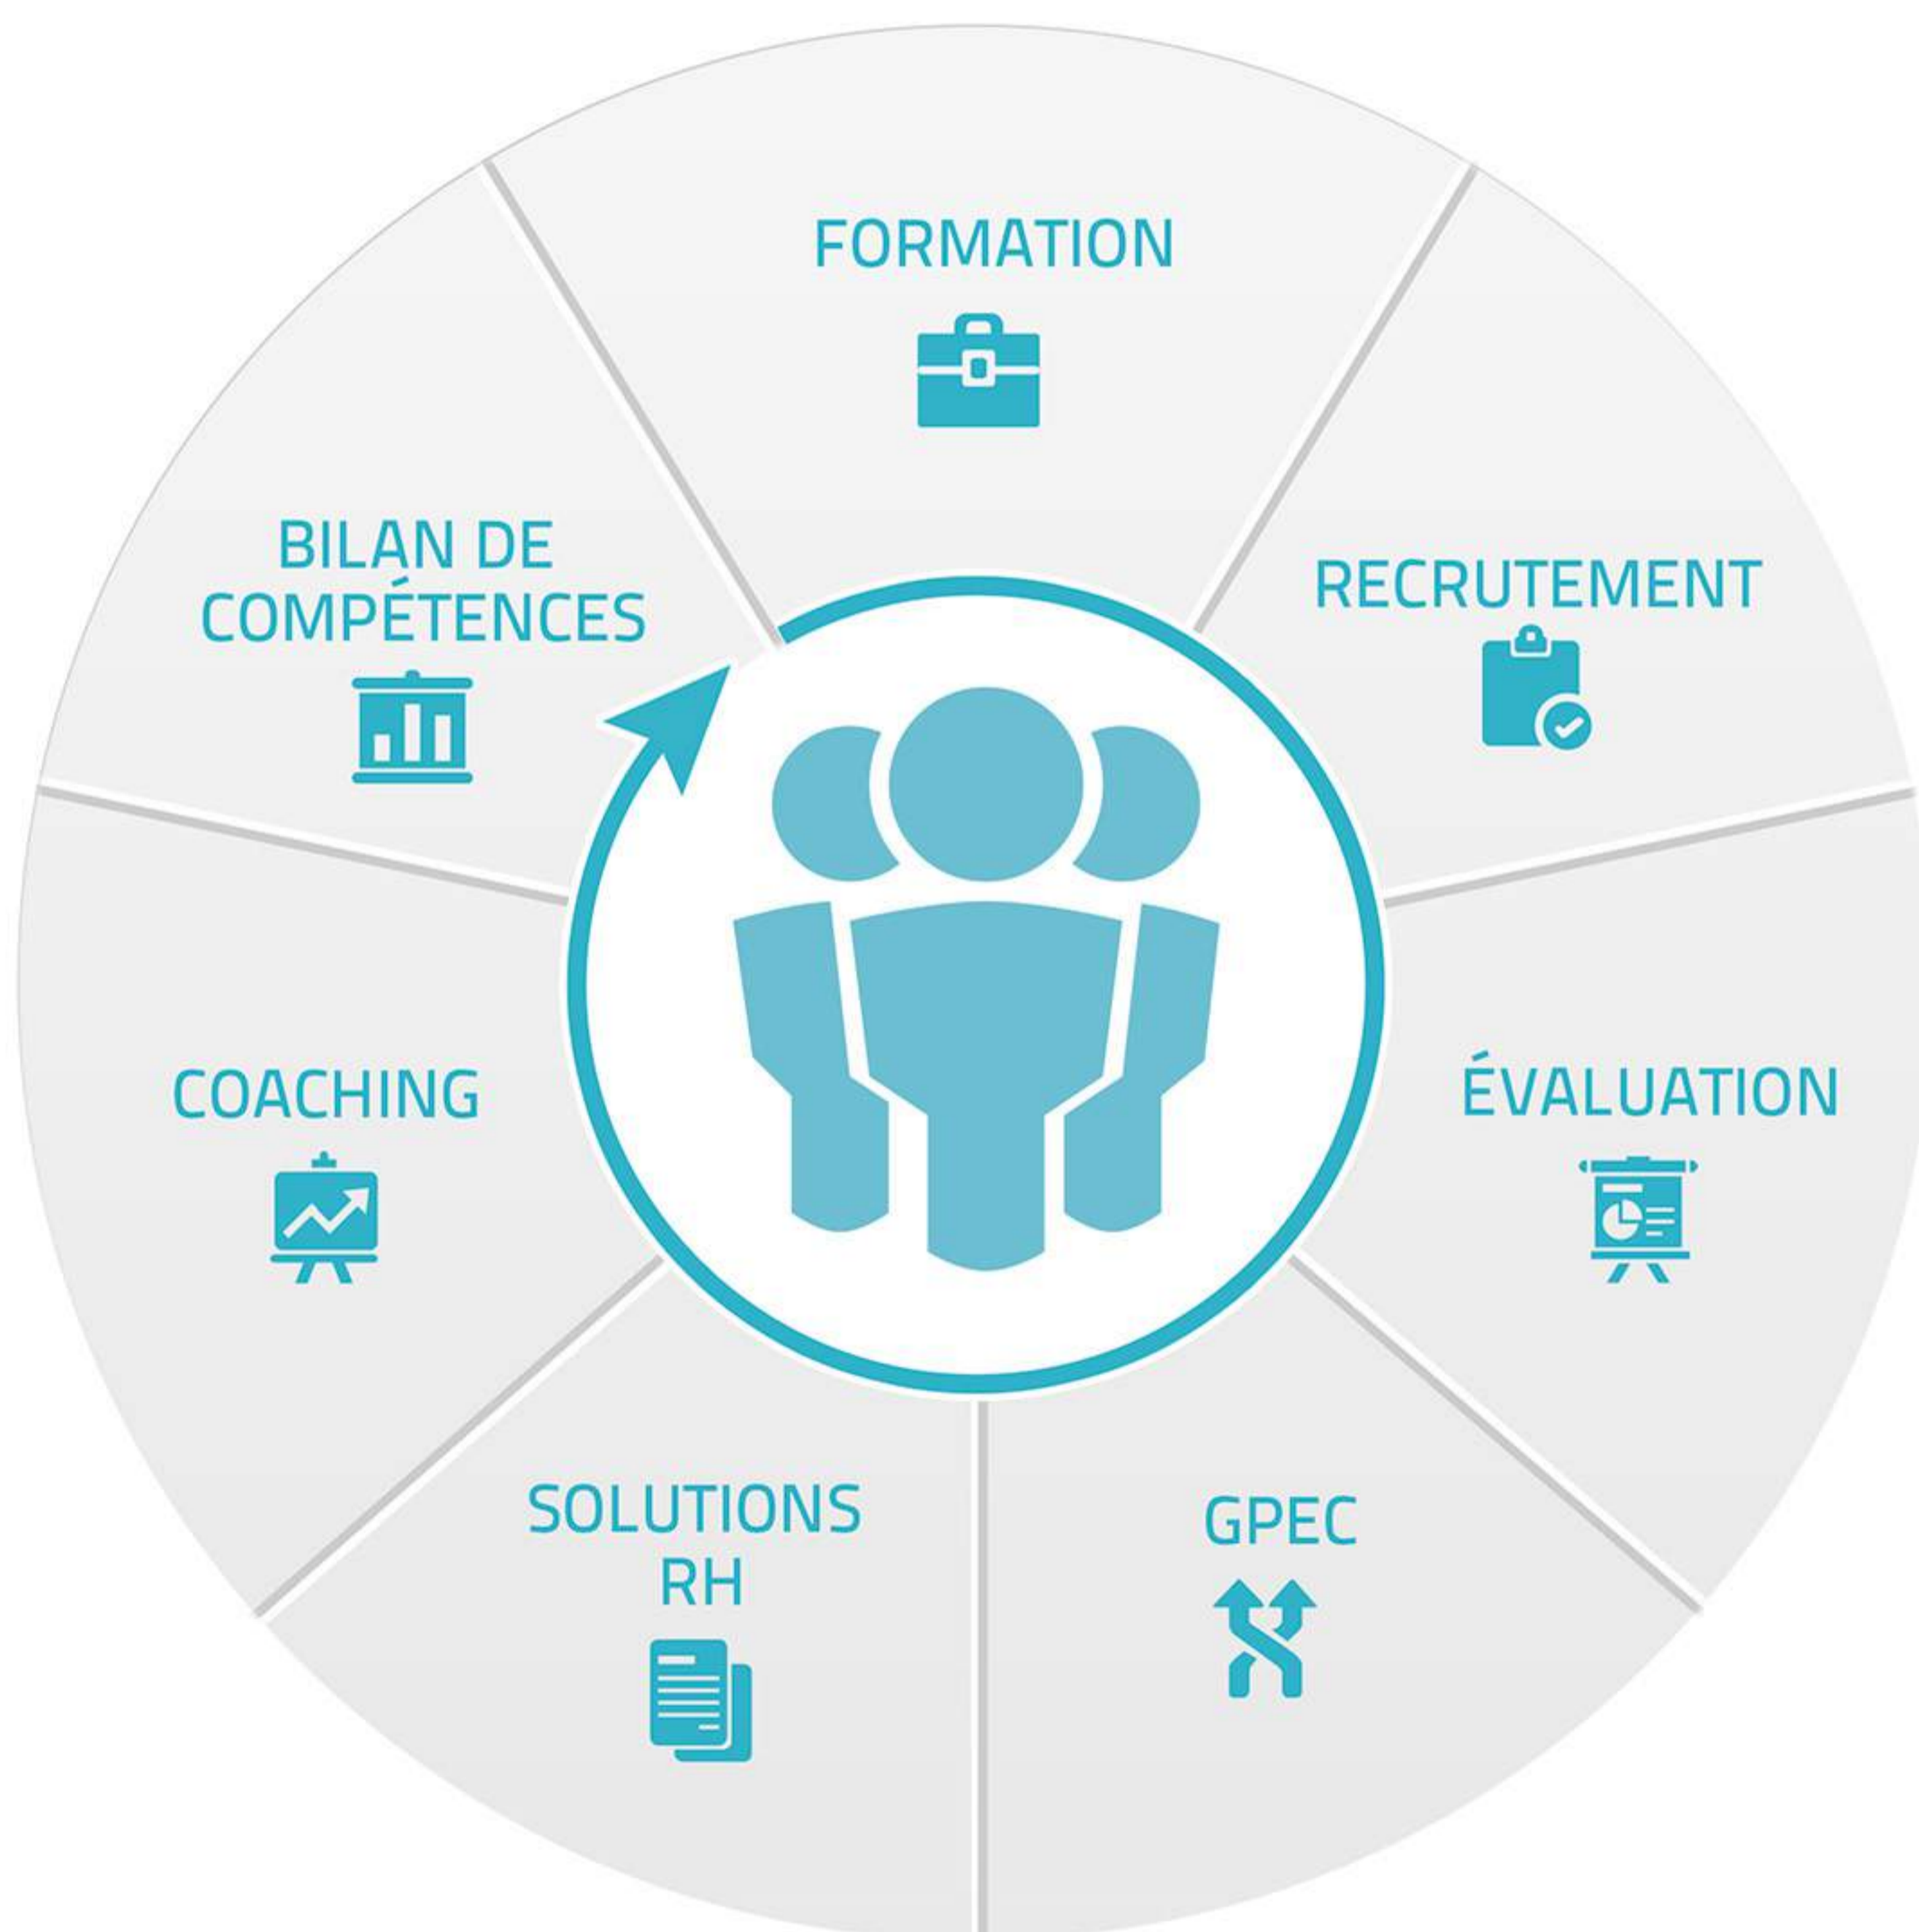 FORMATION
RECRUTEMENT
ÉVALUATION
GPEC
SOLUTIONS
RH
COACHING
BILAN DE
COMPÉTENCES